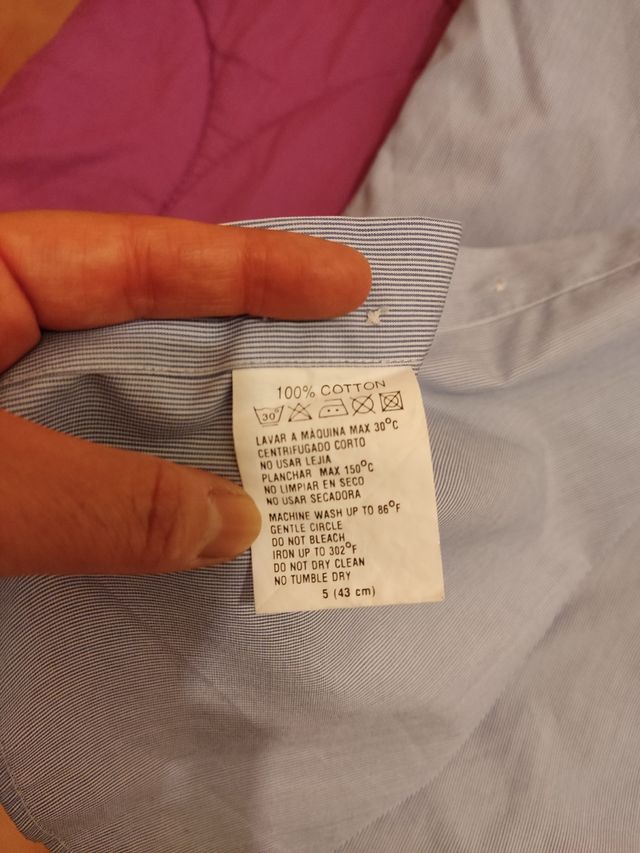 100% COTTON
30°
LAVAR A MÀQUINA MAX 30°C
CENTRIFUGADO CORTO
NO USAR LEJIA
PLANCHAR MAX 150°C
NO LIMPIAR EN SECO
NO USAR SECADORA
MACHINE WASH UP TO 86°F
GENTLE CIRCLE
DO NOT BLEACH
IRON UP TO 302°F
DO NOT DRY CLEAN
NO TUMBLE DRY
5 (43 cm)